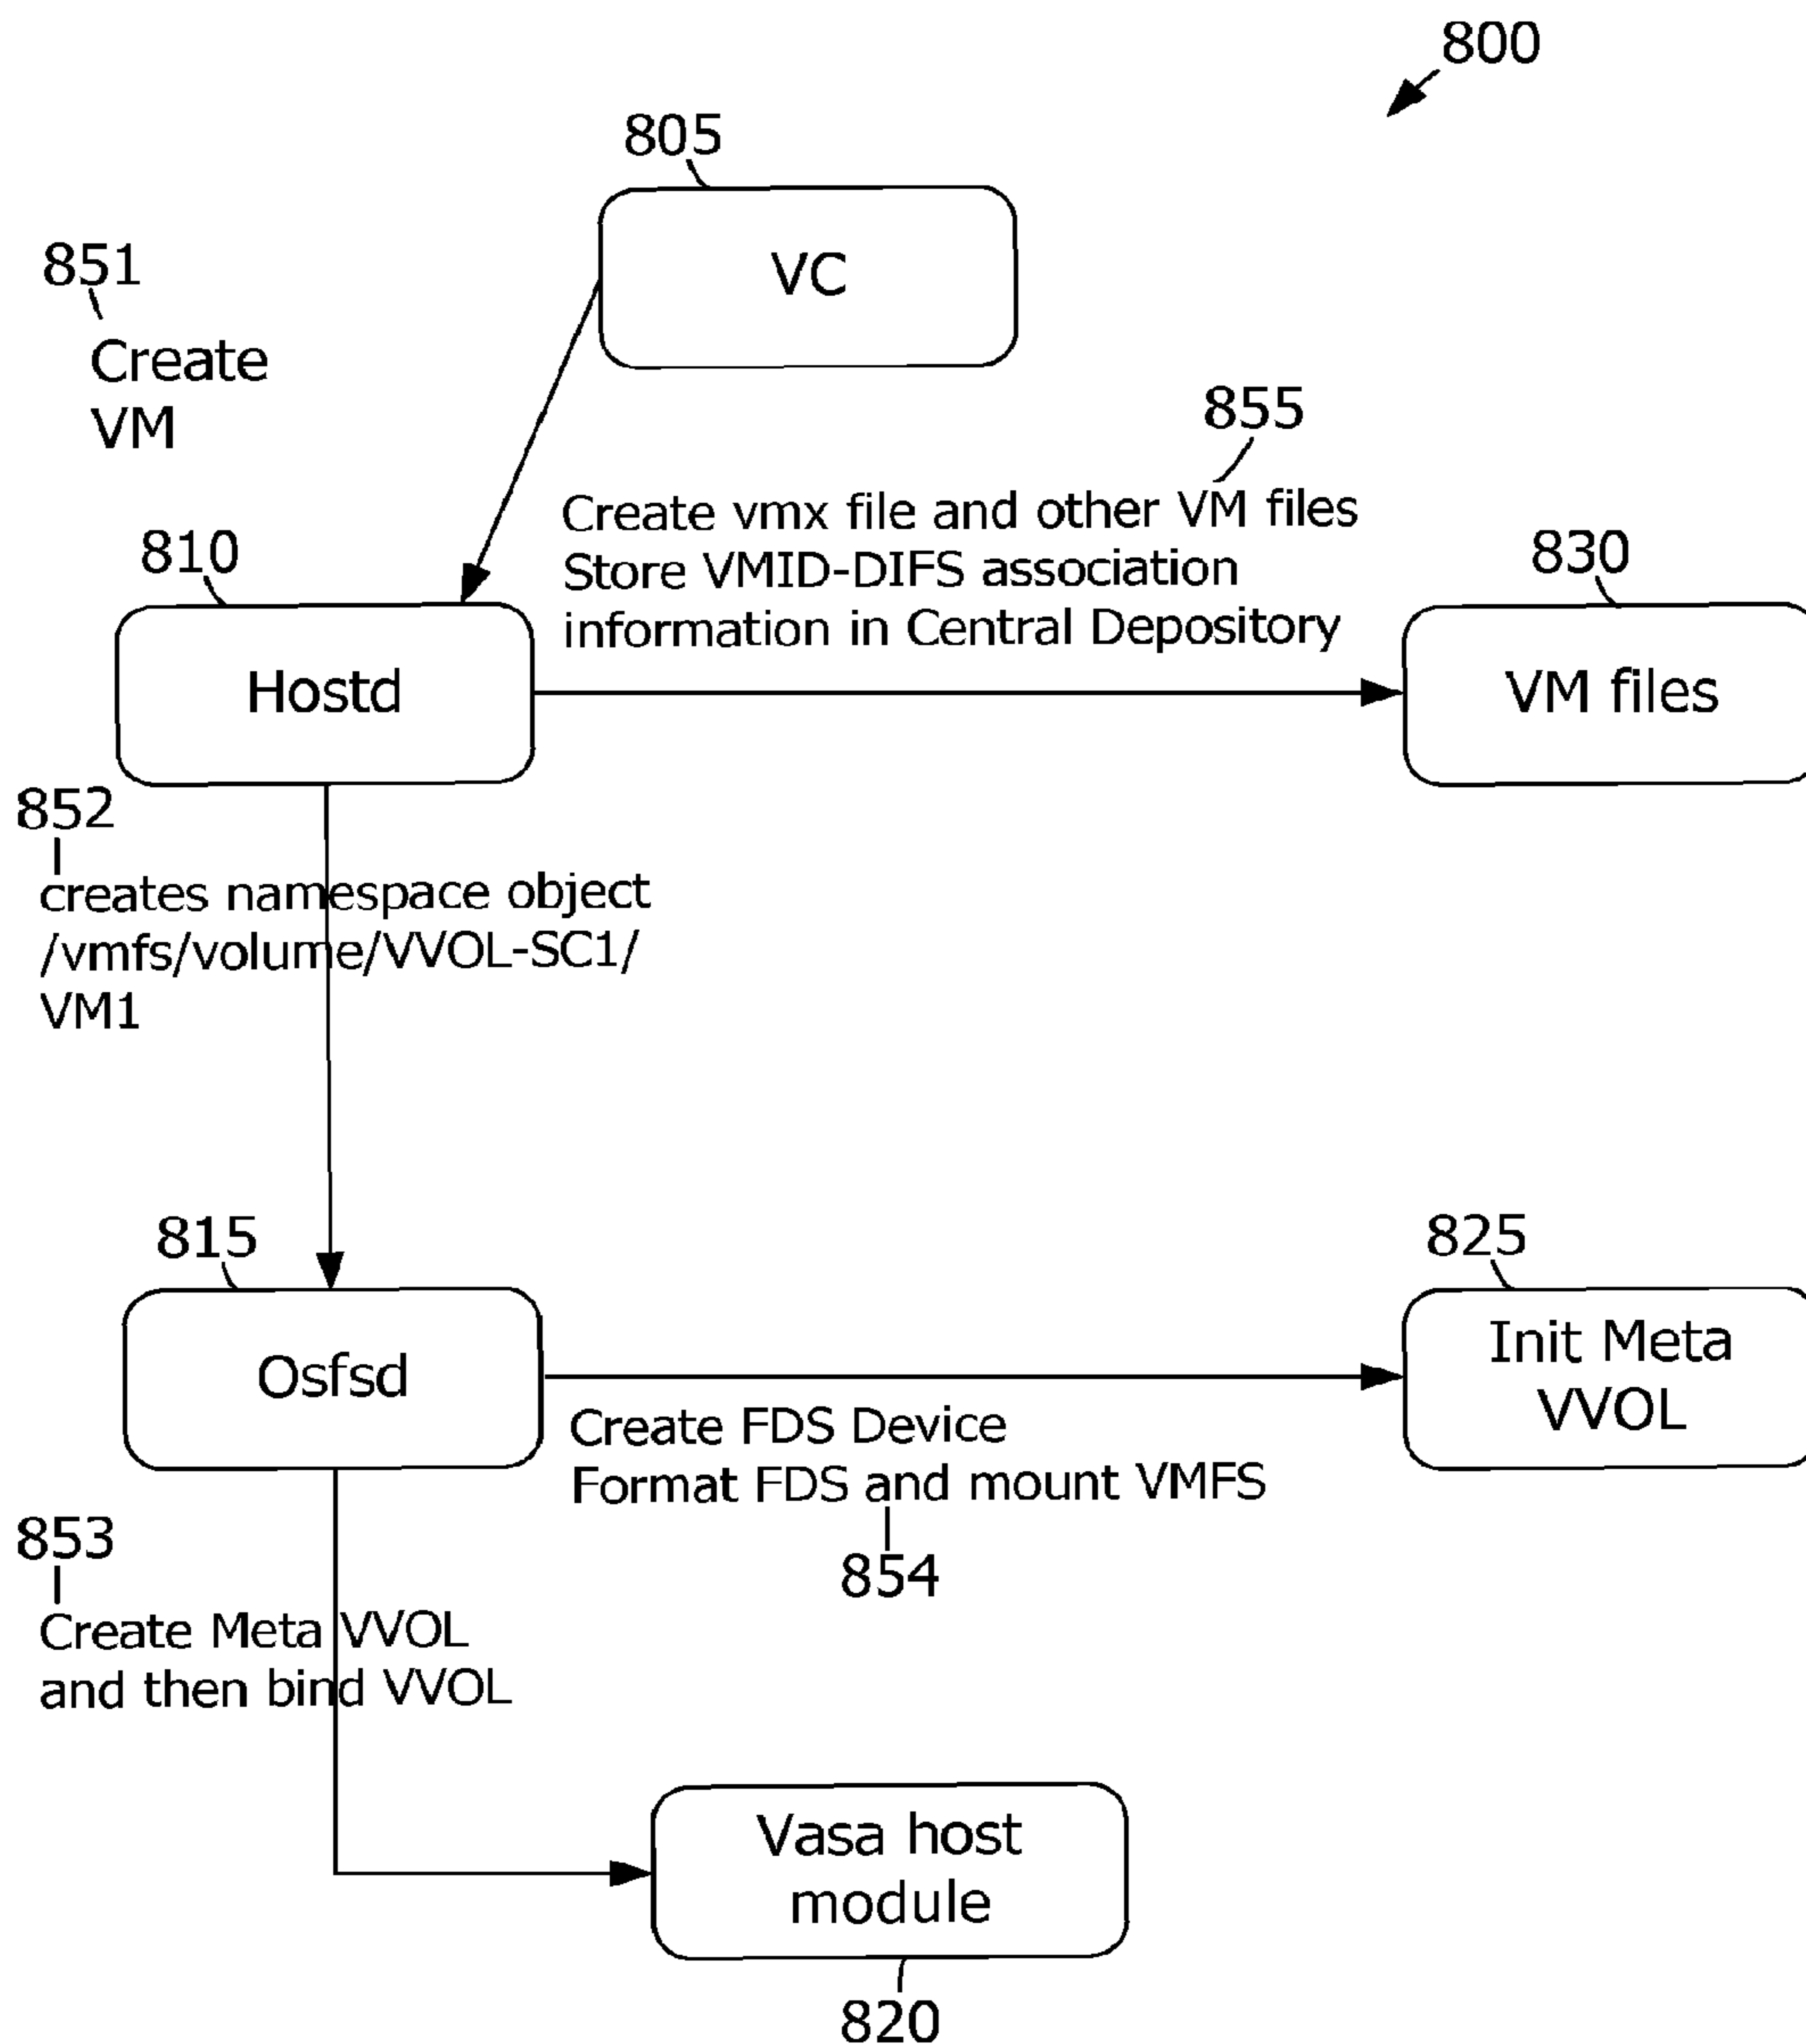 800
805
VC
851
Create
VM
855
Create vmx file and other VM files
Store VMID-DIFS association
information in Central Depository
810
Hostd
830
VM files
852
creates namespace object
/vmfs/volume/VVOL-SC1/
VM1
815
Osfsd
825
Init Meta
VVOL
Create FDS Device
Format FDS and mount VMFS
854
853
Create Meta VVOL
and then bind VVOL
Vasa host
module
820